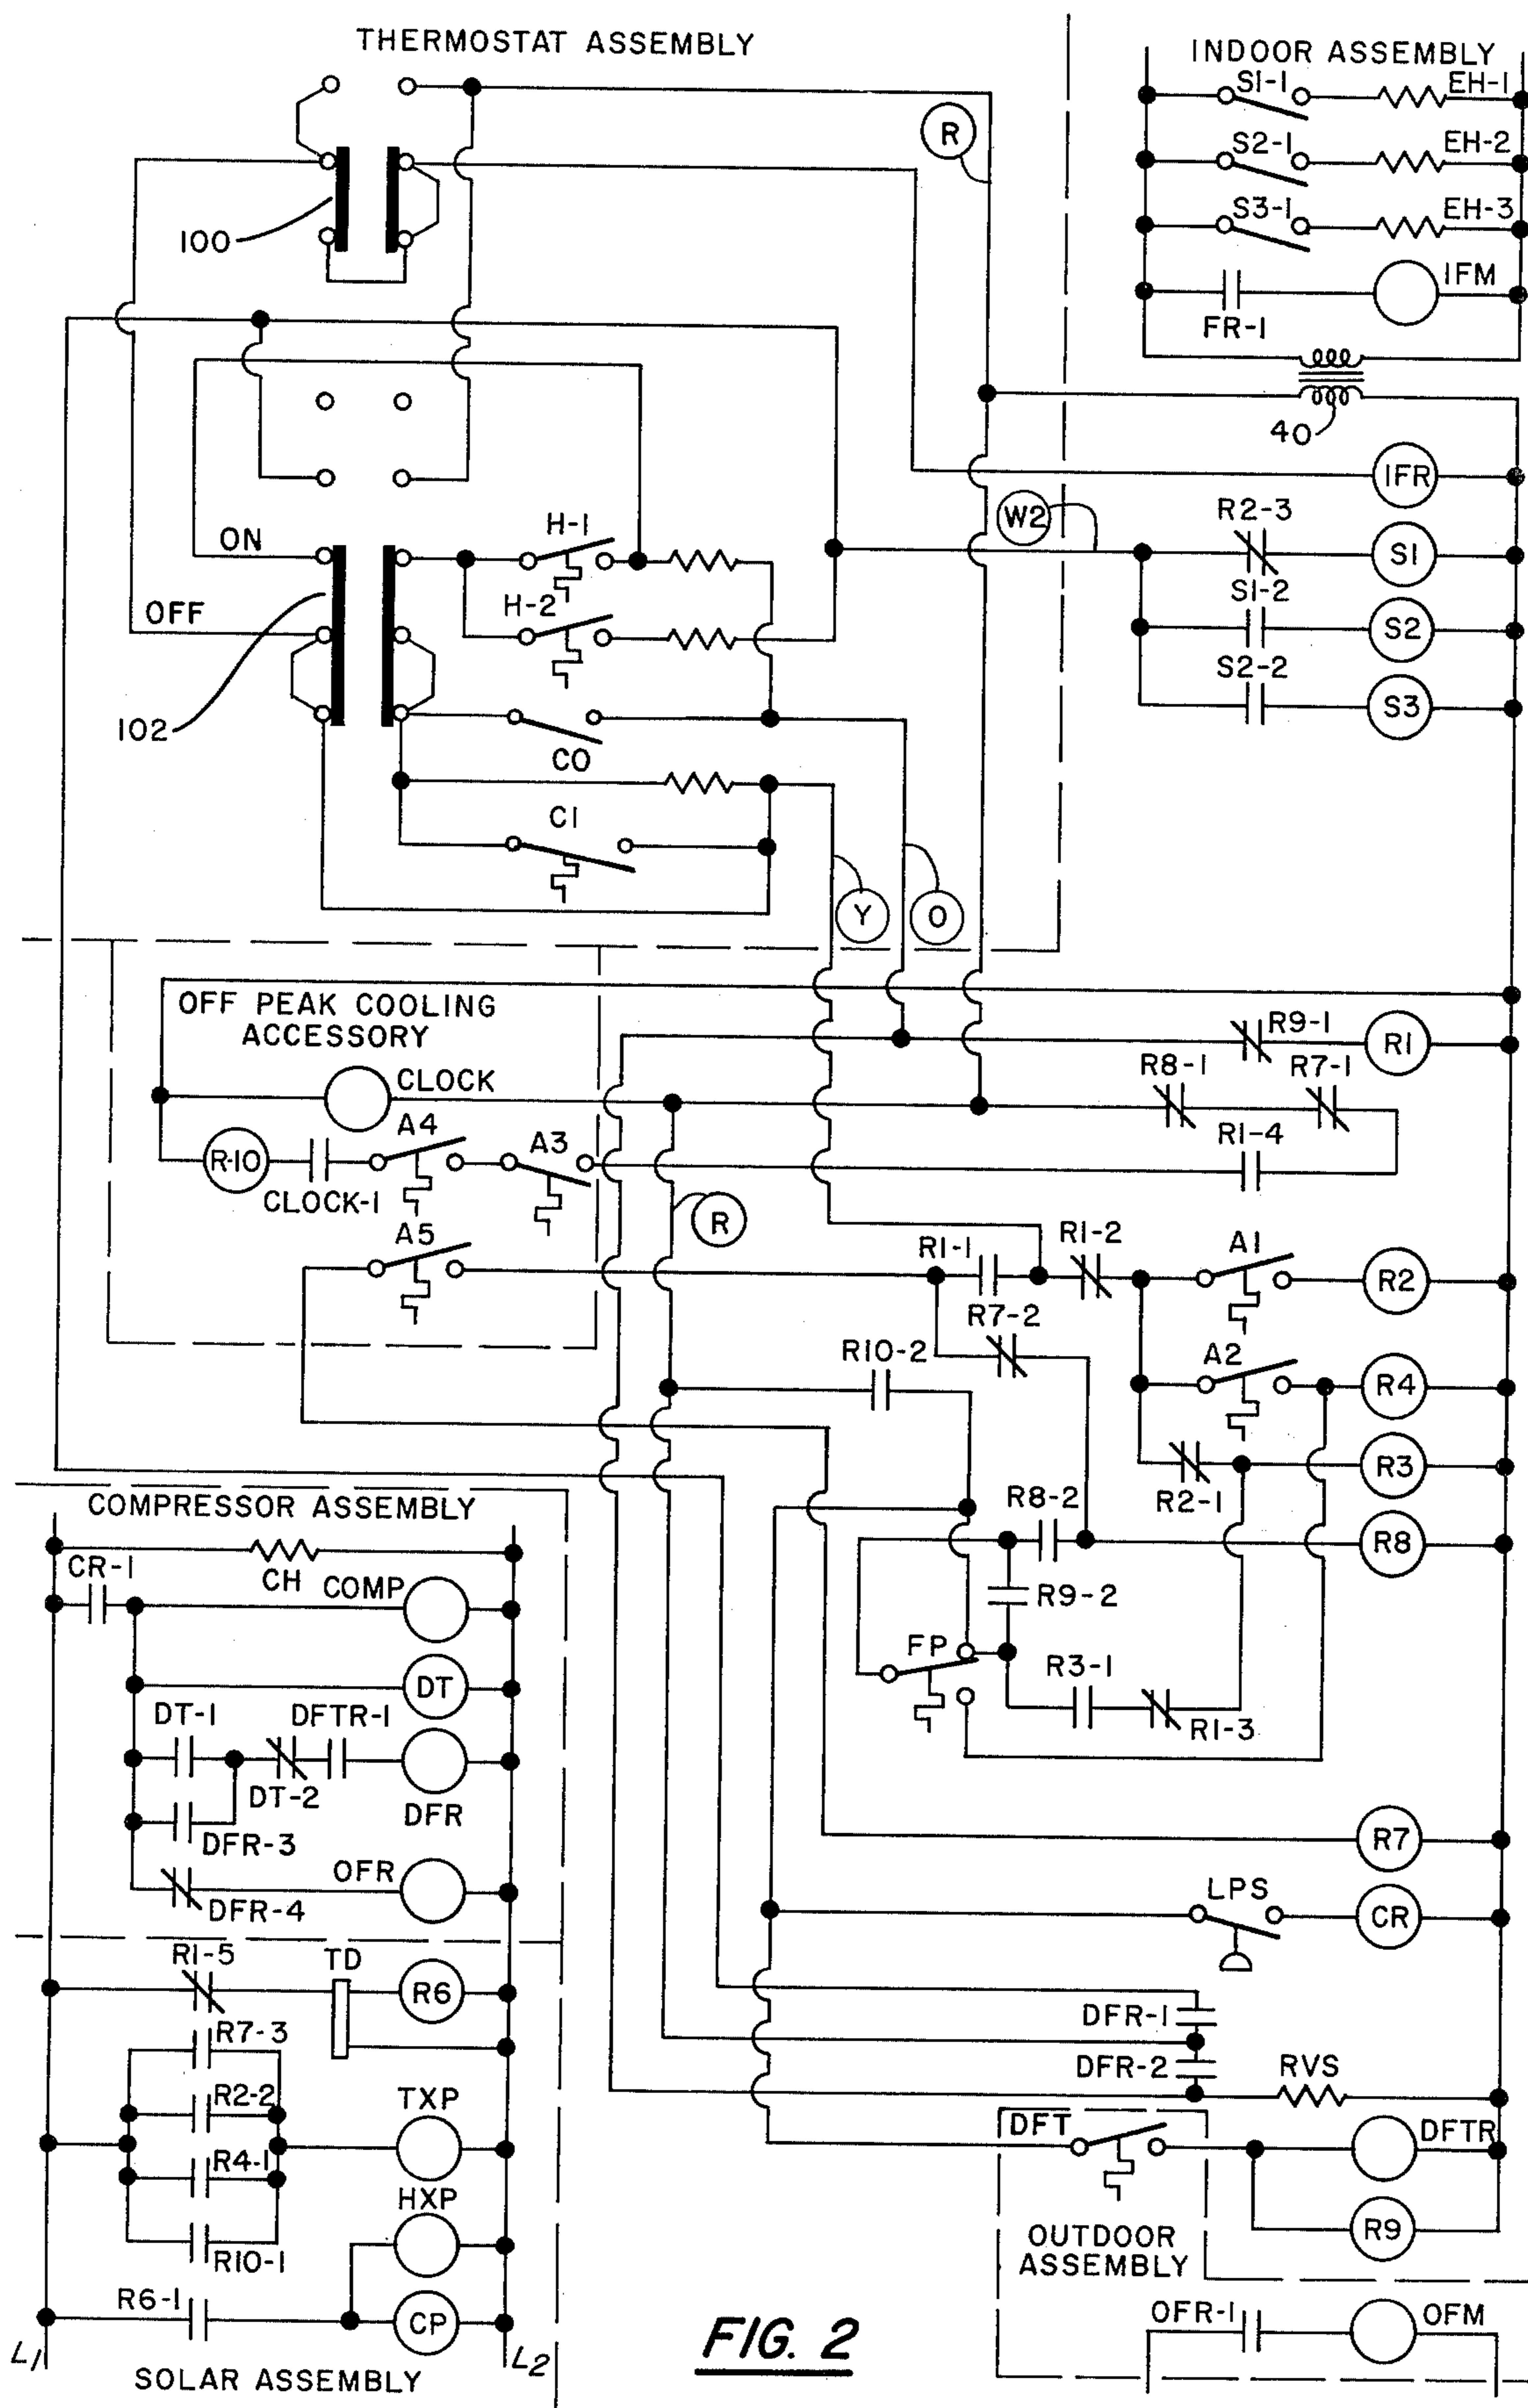 THERMOSTAT ASSEMBLY
INDOOR ASSEMBLY
S1-1
EH-1
R
S2-1
EH-2
S3-1
EH-3
100
IFM
FR-1
40
IFR
W2
R2-3
S1
ON
H-1
S1-2
H-2
S2
OFF
S2-2
S3
102
CO
C1
Y
O
OFF PEAK COOLING
ACCESSORY
R9-1
R1
CLOCK
R8-1
R7-1
A4
A3
R1-4
R-10
CLOCK-1
R
A5
R1-1
R1-2
A1
R2
R7-2
R10-2
A2
R4
R2-1
R3
COMPRESSOR ASSEMBLY
R8-2
R8
CR-1
CH
COMP
R9-2
FP
R3-1
DT
R1-3
DT-1
DFTR-1
DT-2
DFR
DFR-3
R7
OFR
DFR-4
LPS
CR
R1-5
TD
R6
DFR-1
R7-3
DFR-2
RVS
R2-2
TXP
DFT
DFTR
R4-1
HXP
R9
R10-1
OUTDOOR
ASSEMBLY
R6-1
CP
OFR-1
OFM
L1
L2
SOLAR ASSEMBLY
FIG. 2